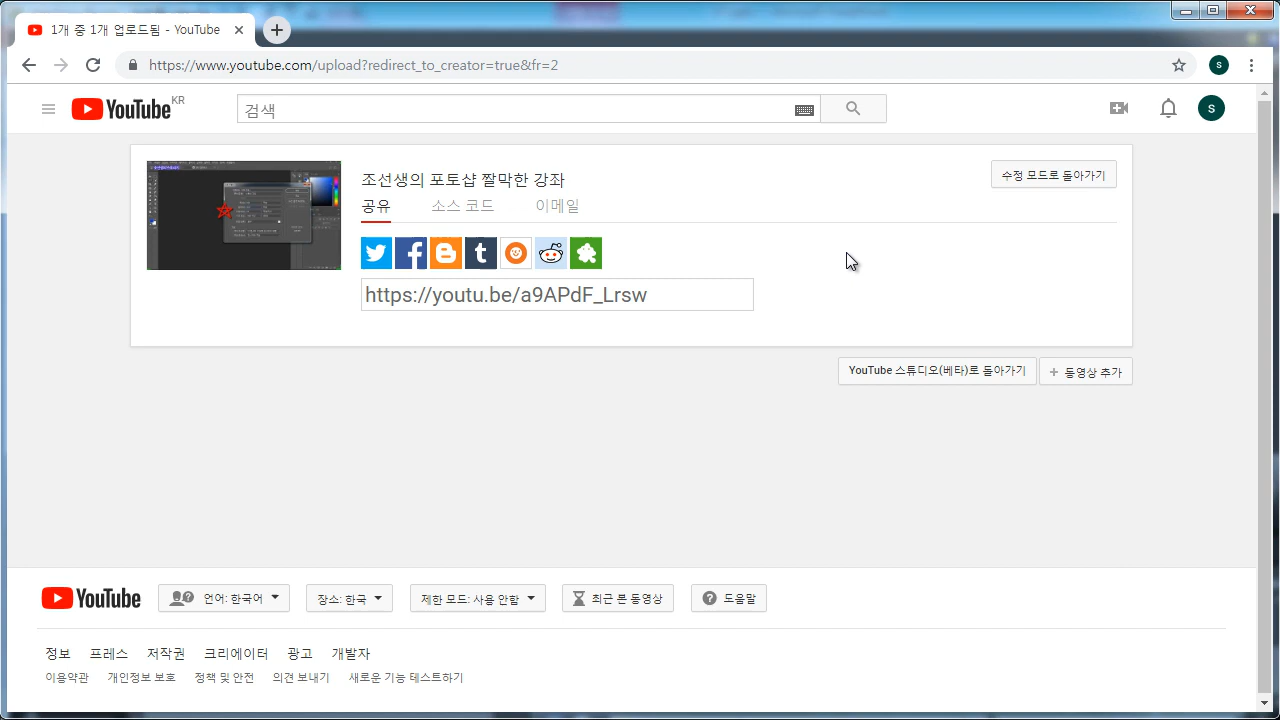 1개 중 1개 업로드됨 - YouTube
https://www.youtube.com/upload?redirect_to_creator=true&fr=2
s
YouTube KR
검색
s
조선생의 포토샵 짤막한 강좌
수정 모드로 돌아가기
공유 소스 코드 이메일
https://youtu.be/a9APdF_Lrsw
YouTube 스튜디오(베타)로 돌아가기
+ 동영상 추가
YouTube
언어: 한국어
장소: 한국
제한 모드: 사용 안함
최근 본 동영상
도움말
정보 프레스 저작권 크리에이터 광고 개발자
이용약관 개인정보 보호 정책 및 안전 의견 보내기 새로운 기능 테스트하기